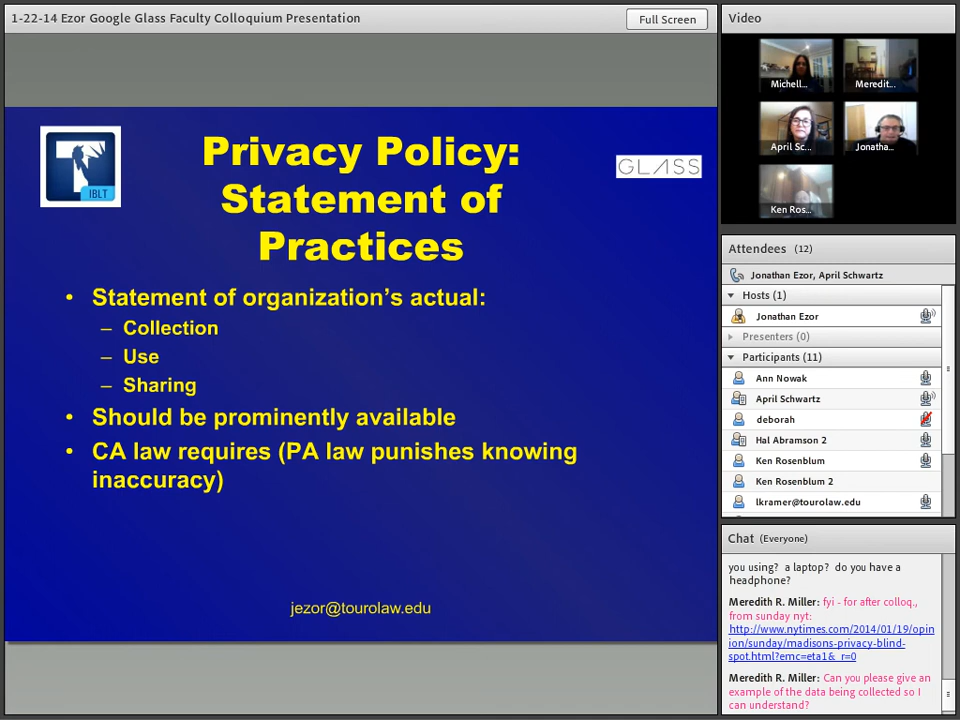 1-22-14 Ezor Google Glass Faculty Colloquium Presentation
Full Screen
IBLT
Privacy Policy:
Statement of
Practices
GLASS
• Statement of organization's actual:
– Collection
– Use
– Sharing
• Should be prominently available
• CA law requires (PA law punishes knowing
inaccuracy)
jezor@tourolaw.edu
Video
Michell...
Meredit...
April Sc...
Jonatha...
Ken Ros...
Attendees (12)
Jonathan Ezor, April Schwartz
Hosts (1)
Jonathan Ezor
Presenters (0)
Participants (11)
Ann Nowak
April Schwartz
deborah
Hal Abramson 2
Ken Rosenblum
Ken Rosenblum 2
lkramer@tourolaw.edu
Chat (Everyone)
you using? a laptop? do you have a
headphone?
Meredith R. Miller: fyi - for after colloq.,
from sunday nyt:
http://www.nytimes.com/2014/01/19/opin
ion/sunday/madisons-privacy-blind-
spot.html?emc=eta1&_r=0
Meredith R. Miller: Can you please give an
example of the data being collected so I
can understand?